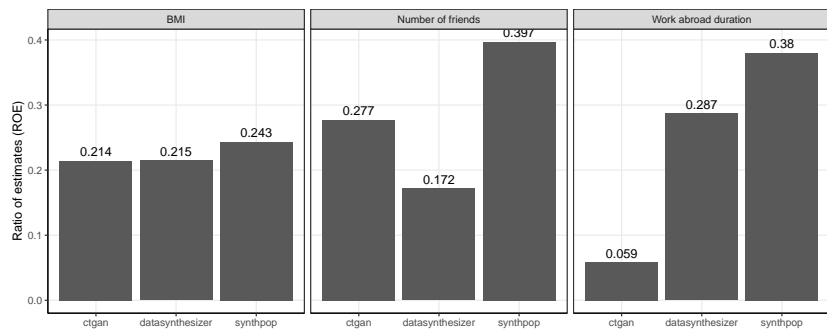 BMI
Number of friends
Work abroad duration
Ratio of estimates (ROE)
0.4
0.3
0.2
0.1
0.0
0.214
0.215
0.243
0.277
0.172
0.397
0.059
0.287
0.38
ctgan
datasynthesizer
synthpop
ctgan
datasynthesizer
synthpop
ctgan
datasynthesizer
synthpop